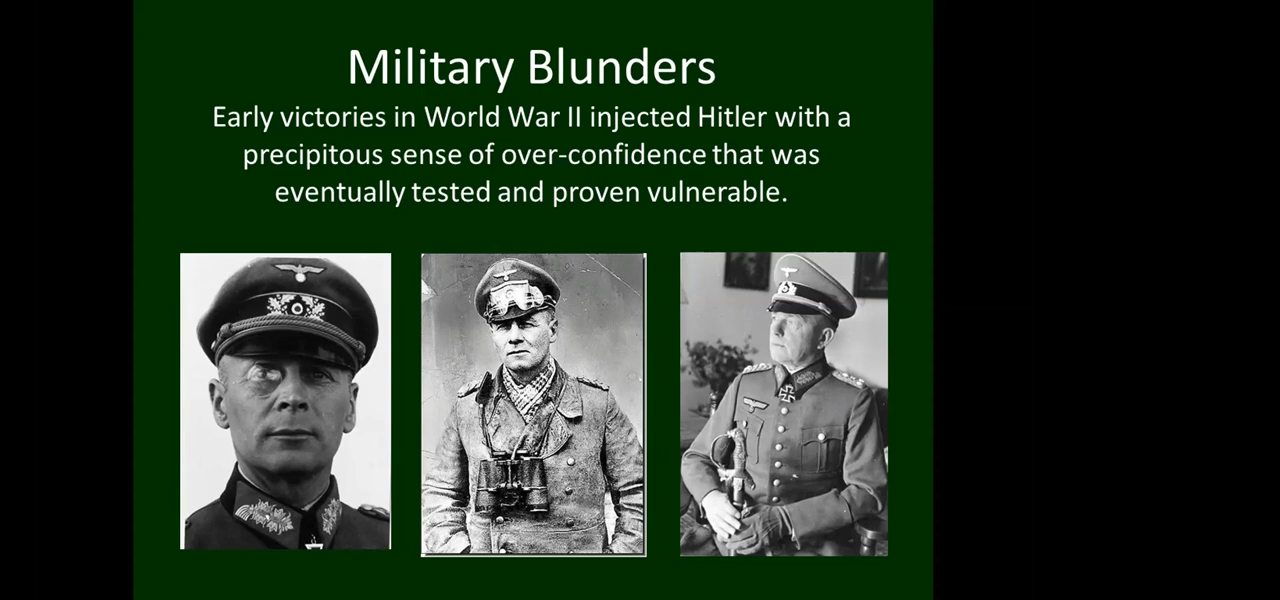 Military Blunders
Early victories in World War II injected Hitler with a
precipitous sense of over-confidence that was
eventually tested and proven vulnerable.